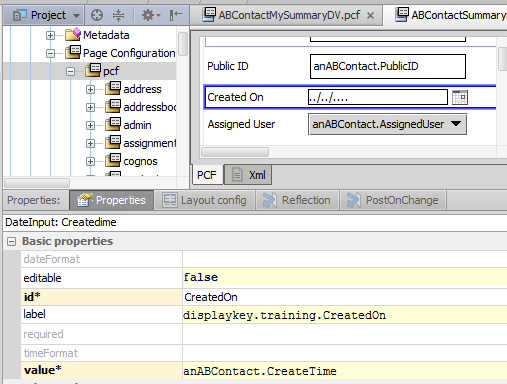 Project
ABContactMySummaryDV.pcf
ABContactSummary
Metadata
Page Configuration
pcf
address
admin
assignment
cognos
Public ID
anABContact.PublicID
Created On
../../....
Assigned User
anABContact.AssignedUser
PCF
Xml
Properties:
Properties
Layout config
Reflection
PostOnChange
DateInput: Createdime
Basic properties
dateFormat
editable
false
id*
CreatedOn
label
displaykey.training.CreatedOn
required
timeFormat
value*
anABContact.CreateTime